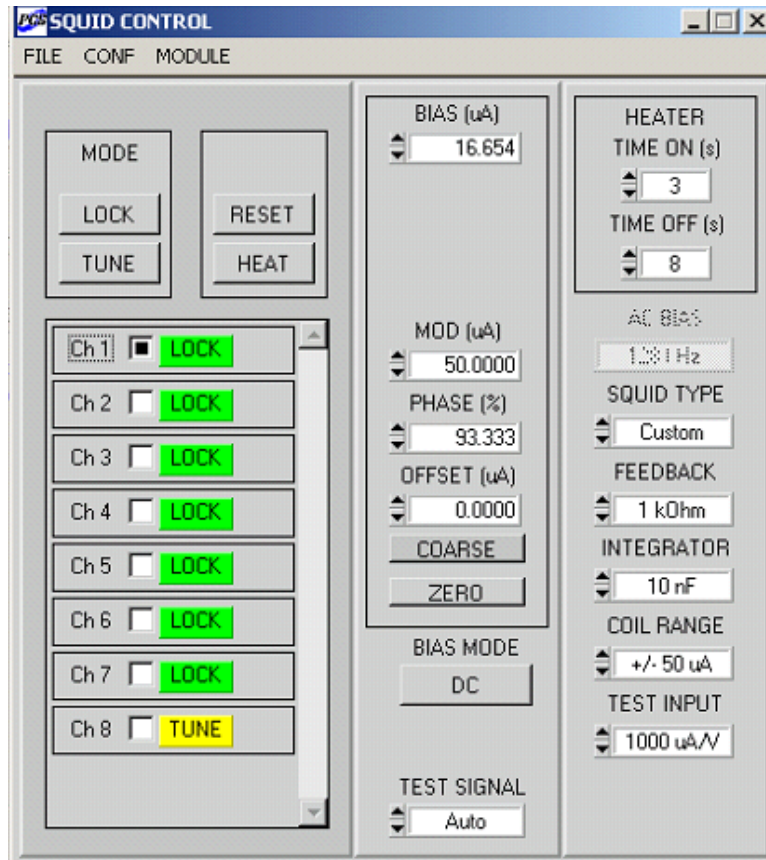 PCS SQUID CONTROL
FILE CONF MODULE
MODE
LOCK
TUNE
RESET
HEAT
Ch 1 LOCK
Ch 2 LOCK
Ch 3 LOCK
Ch 4 LOCK
Ch 5 LOCK
Ch 6 LOCK
Ch 7 LOCK
Ch 8 TUNE
BIAS (uA)
16.654
MOD (uA)
50.0000
PHASE (%)
93.333
OFFSET (uA)
0.0000
COARSE
ZERO
BIAS MODE
DC
TEST SIGNAL
Auto
HEATER
TIME ON (s)
3
TIME OFF (s)
8
AC BIAS
SQUID TYPE
Custom
FEEDBACK
1 kOhm
INTEGRATOR
10 nF
COIL RANGE
+/- 50 uA
TEST INPUT
1000 uA/V